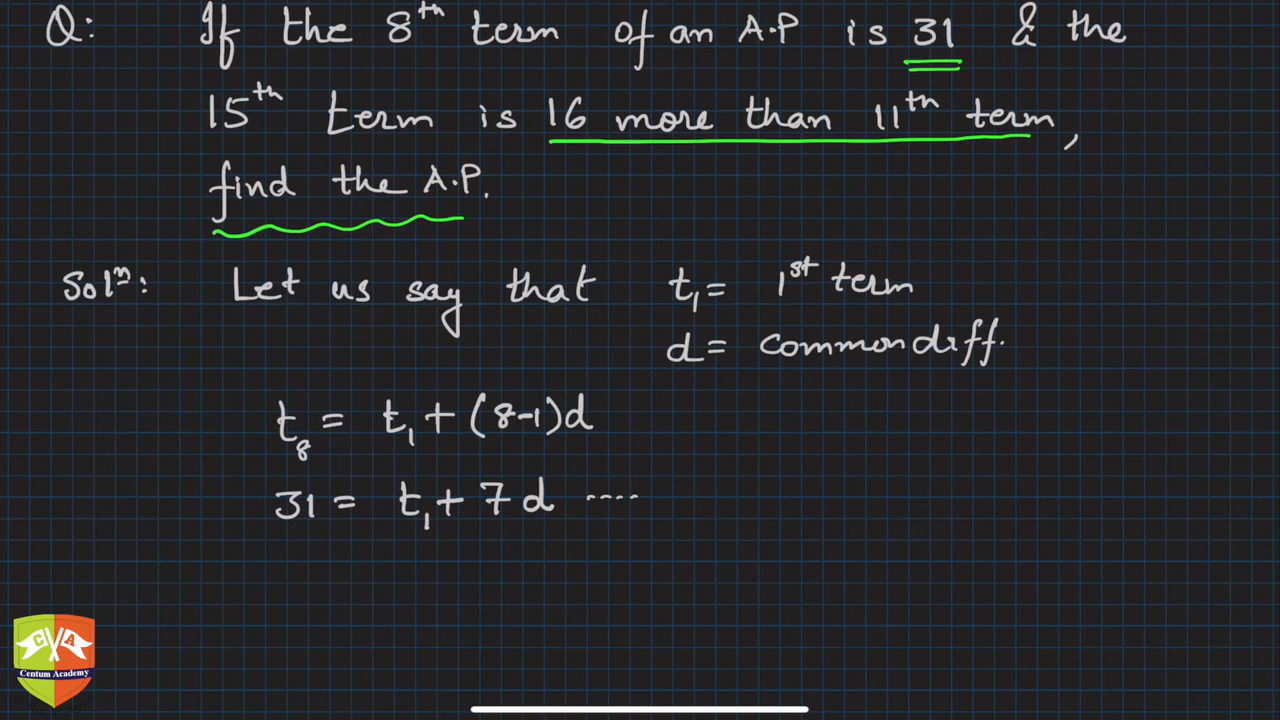 Q: If the 8th term of an A.P is 31 & the
15th term is 16 more than 11th term,
find the A.P.
Solⁿ: Let us say that t₁ = 1st term
d = common diff.
t₈ = t₁ + (8-1)d
31 = t₁ + 7d ----
C A
Centum Academy